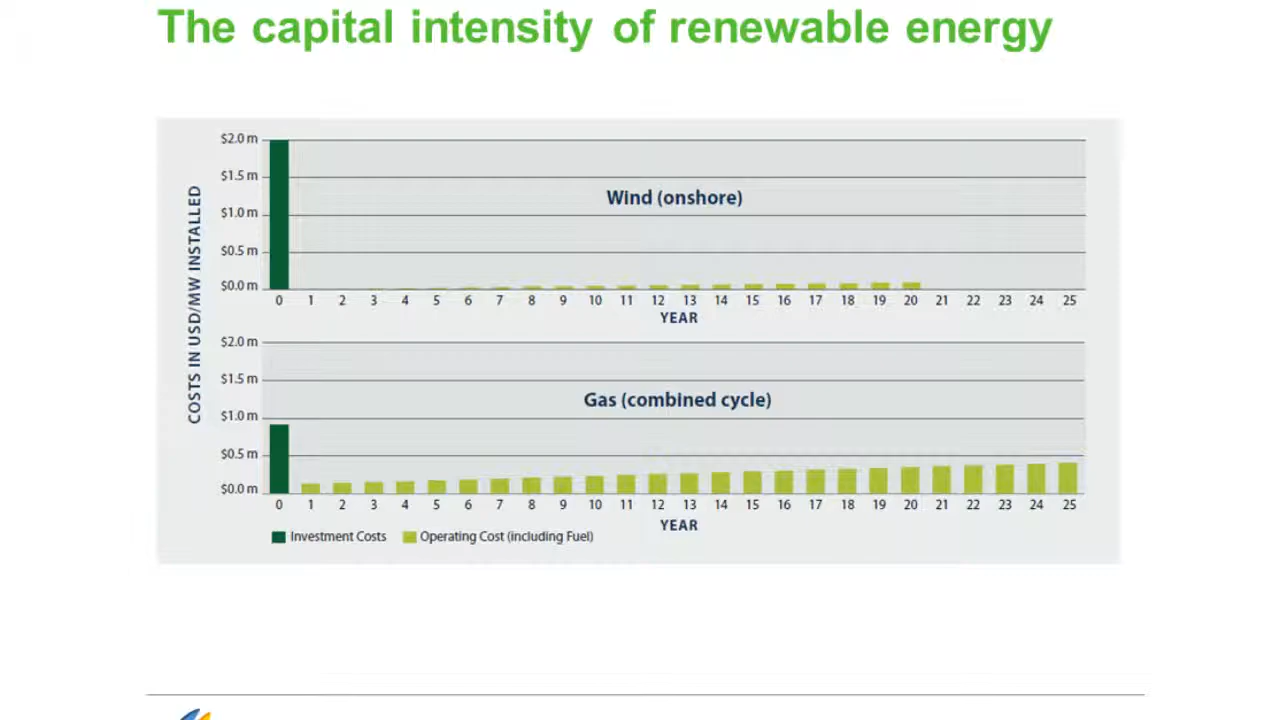 The capital intensity of renewable energy
COSTS IN USD/MW INSTALLED
$2.0 m
$1.5 m
$1.0 m
$0.5 m
$0.0 m
Wind (onshore)
0 1 2 3 4 5 6 7 8 9 10 11 12 13 14 15 16 17 18 19 20 21 22 23 24 25
YEAR
$2.0 m
$1.5 m
$1.0 m
$0.5 m
$0.0 m
Gas (combined cycle)
0 1 2 3 4 5 6 7 8 9 10 11 12 13 14 15 16 17 18 19 20 21 22 23 24 25
YEAR
Investment Costs Operating Cost (including Fuel)